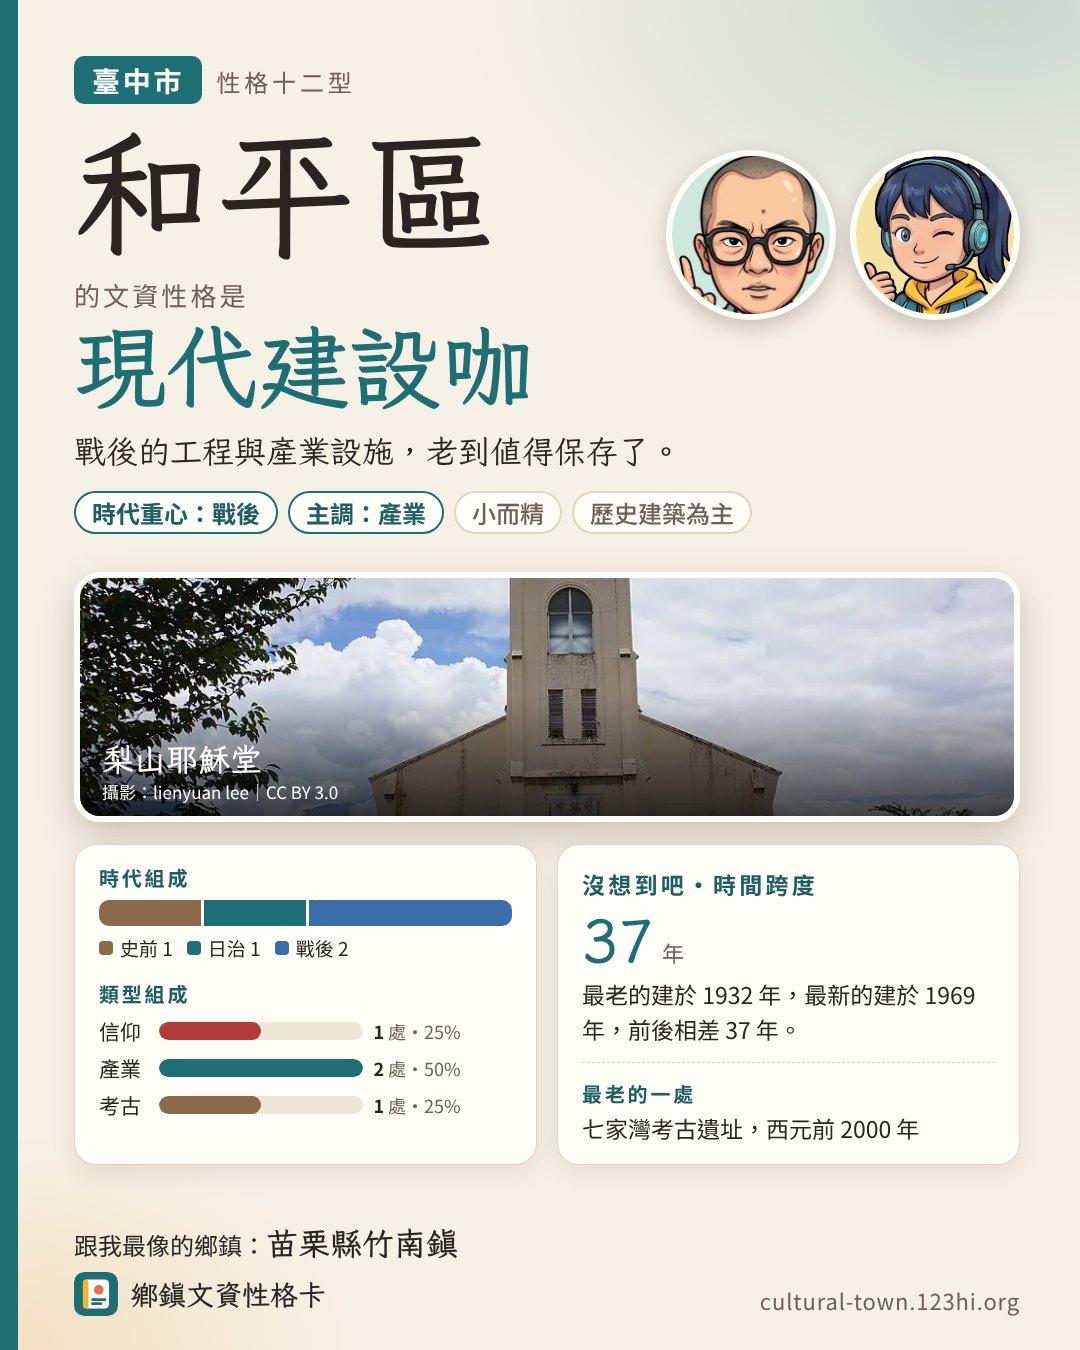 臺中市 性格十二型
和平區
的文資性格是
現代建設咖
戰後的工程與產業設施，老到值得保存了。
時代重心：戰後 主調：產業 小而精 歷史建築為主
梨山耶穌堂
攝影：lienyuan lee｜CC BY 3.0
時代組成
史前 1 日治 1 戰後 2
類型組成
信仰 1 處・25%
產業 2 處・50%
考古 1 處・25%
沒想到吧・時間跨度
37 年
最老的建於 1932 年，最新的建於 1969
年，前後相差 37 年。
最老的一處
七家灣考古遺址，西元前 2000 年
跟我最像的鄉鎮：苗栗縣竹南鎮
鄉鎮文資性格卡
cultural-town.123hi.org